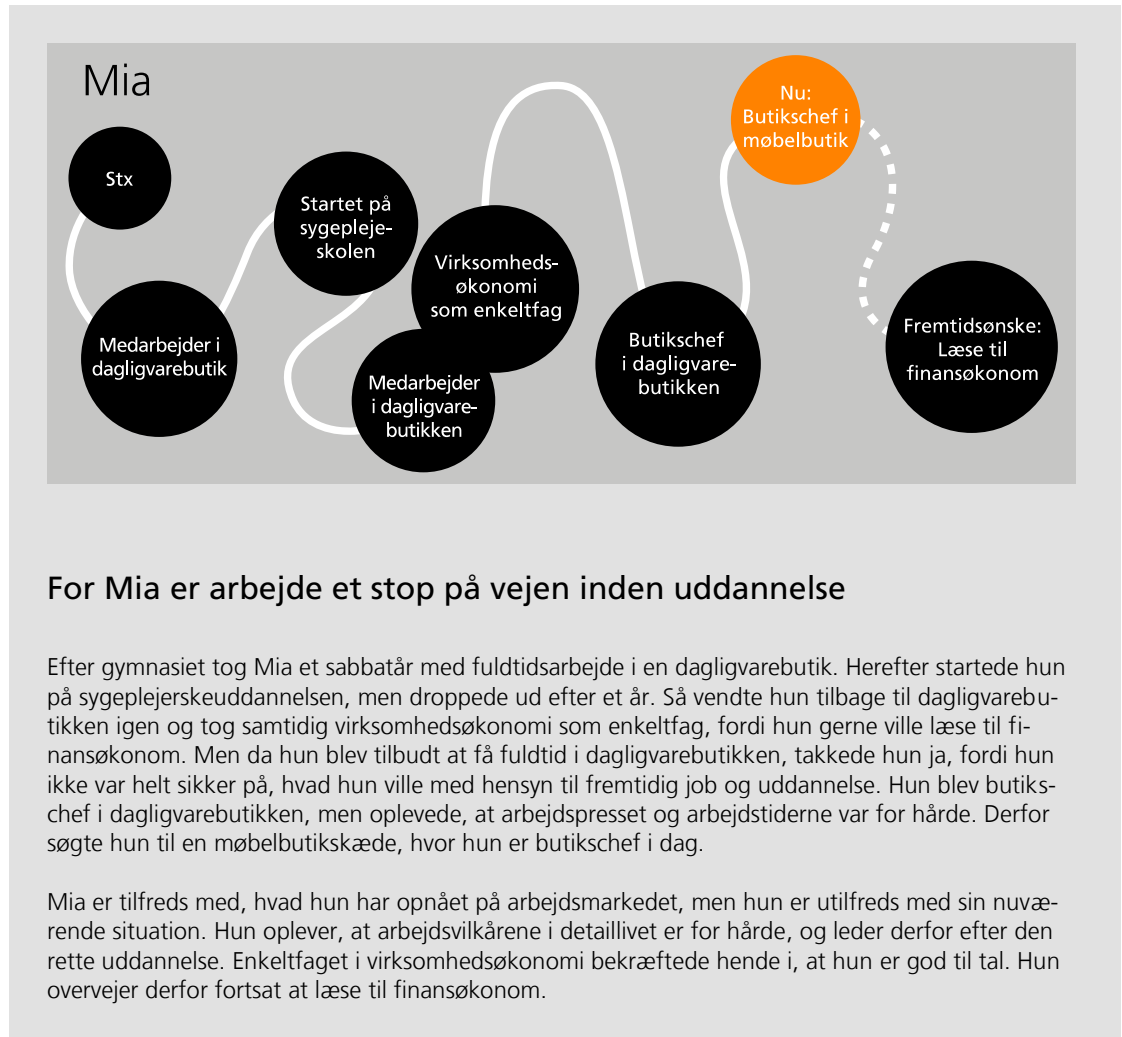 Mia
Stx
Medarbejder i
dagligvarebutik
Startet på
sygepleje-
skolen
Medarbejder
i dagligvare-
butikken
Virksomheds-
økonomi
som enkeltfag
Butikschef
i dagligvare-
butikken
Nu:
Butikschef i
møbelbutik
Fremtidsønske:
Læse til
finansøkonom
For Mia er arbejde et stop på vejen inden uddannelse
Efter gymnasiet tog Mia et sabbatår med fuldtidsarbejde i en dagligvarebutik. Herefter startede hun
på sygeplejerskeuddannelsen, men droppede ud efter et år. Så vendte hun tilbage til dagligvarebu-
tikken igen og tog samtidig virksomhedsøkonomi som enkeltfag, fordi hun gerne ville læse til fi-
nansøkonom. Men da hun blev tilbudt at få fuldtid i dagligvarebutikken, takkede hun ja, fordi hun
ikke var helt sikker på, hvad hun ville med hensyn til fremtidig job og uddannelse. Hun blev butiks-
chef i dagligvarebutikken, men oplevede, at arbejdspresset og arbejdstiderne var for hårde. Derfor
søgte hun til en møbelbutikskæde, hvor hun er butikschef i dag.
Mia er tilfreds med, hvad hun har opnået på arbejdsmarkedet, men hun er utilfreds med sin nuvæ-
rende situation. Hun oplever, at arbejdsvilkårene i detaillivet er for hårde, og leder derfor efter den
rette uddannelse. Enkeltfaget i virksomhedsøkonomi bekræftede hende i, at hun er god til tal. Hun
overvejer derfor fortsat at læse til finansøkonom.